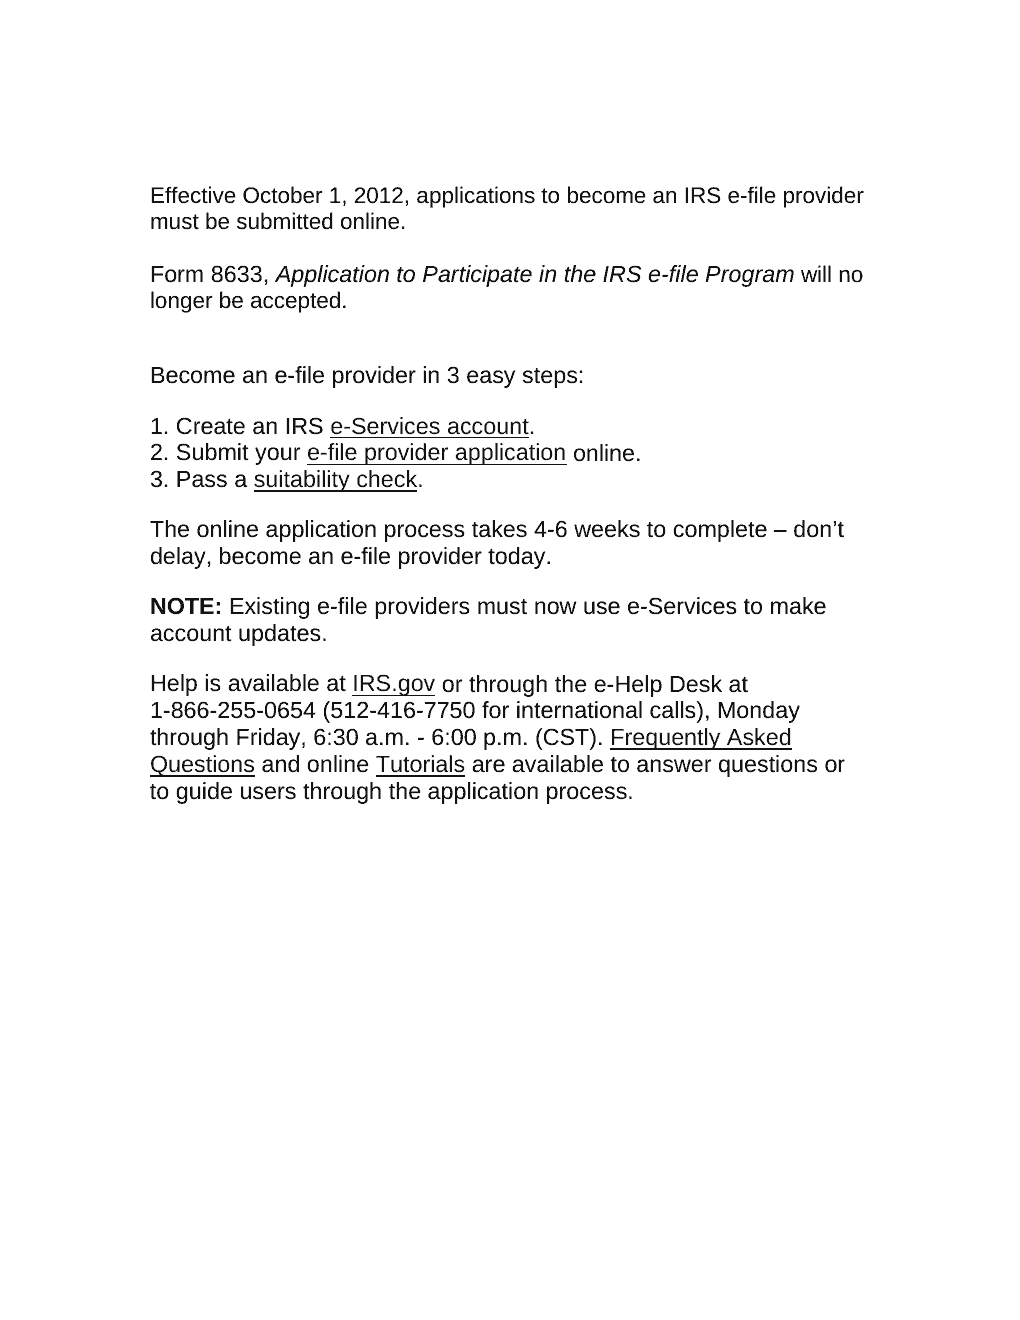 Effective October 1, 2012, applications to become an IRS e-file provider
must be submitted online.
Form 8633, Application to Participate in the IRS e-file Program will no
longer be accepted.
Become an e-file provider in 3 easy steps:
1. Create an IRS e-Services account.
2. Submit your e-file provider application online.
3. Pass a suitability check.
The online application process takes 4-6 weeks to complete – don’t
delay, become an e-file provider today.
NOTE: Existing e-file providers must now use e-Services to make
account updates.
Help is available at IRS.gov or through the e-Help Desk at
1-866-255-0654 (512-416-7750 for international calls), Monday
through Friday, 6:30 a.m. - 6:00 p.m. (CST). Frequently Asked
Questions and online Tutorials are available to answer questions or
to guide users through the application process.